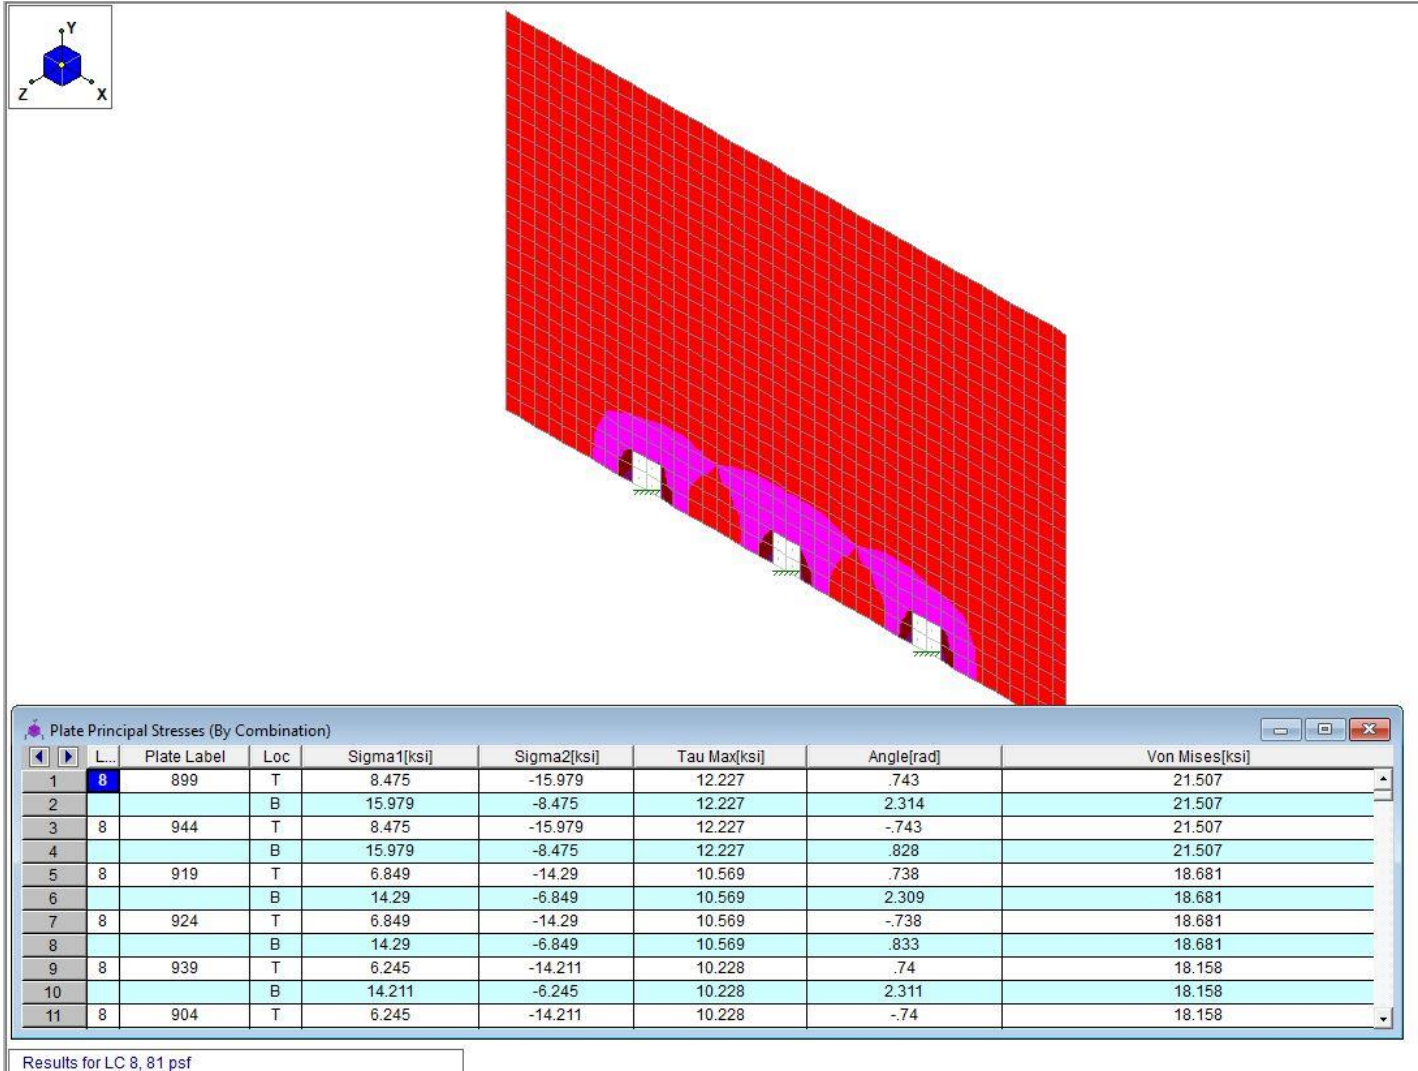 Y
Z X
Plate Principal Stresses (By Combination)
L... Plate Label Loc Sigma1[ksi] Sigma2[ksi] Tau Max[ksi] Angle[rad] Von Mises[ksi]
1 8 899 T 8.475 -15.979 12.227 .743 21.507
2 B 15.979 -8.475 12.227 2.314 21.507
3 8 944 T 8.475 -15.979 12.227 -.743 21.507
4 B 15.979 -8.475 12.227 .828 21.507
5 8 919 T 6.849 -14.29 10.569 .738 18.681
6 B 14.29 -6.849 10.569 2.309 18.681
7 8 924 T 6.849 -14.29 10.569 -.738 18.681
8 B 14.29 -6.849 10.569 .833 18.681
9 8 939 T 6.245 -14.211 10.228 .74 18.158
10 B 14.211 -6.245 10.228 2.311 18.158
11 8 904 T 6.245 -14.211 10.228 -.74 18.158
Results for LC 8, 81 psf